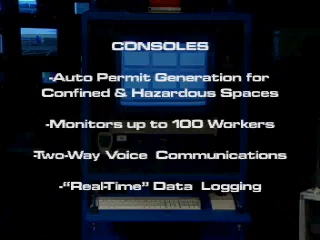 CONSOLES
-Auto Permit Generation for
Confined & Hazardous Spaces
-Monitors up to 100 Workers
-Two-Way Voice Communications
-“Real-Time” Data Logging